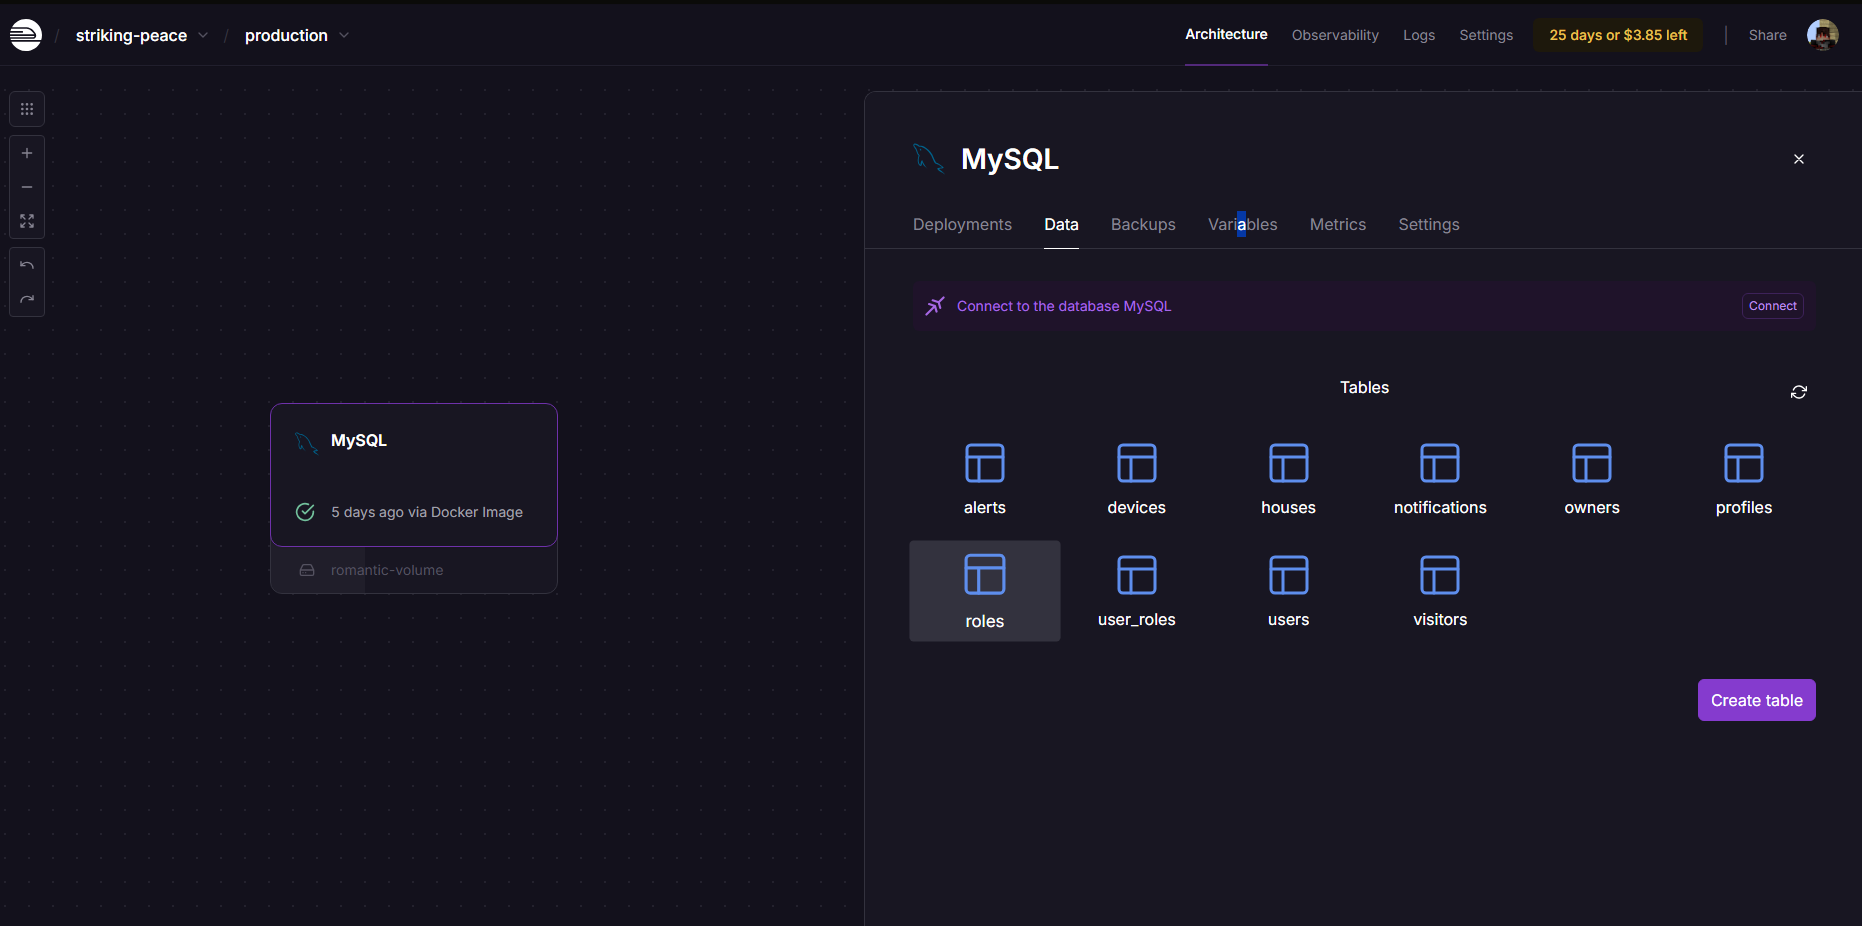 / striking-peace / production
Architecture Observability Logs Settings 25 days or $3.85 left Share
MySQL
Deployments Data Backups Variables Metrics Settings
Connect to the database MySQL Connect
Tables
alerts devices houses notifications owners profiles
roles user_roles users visitors
Create table
MySQL
5 days ago via Docker Image
romantic-volume